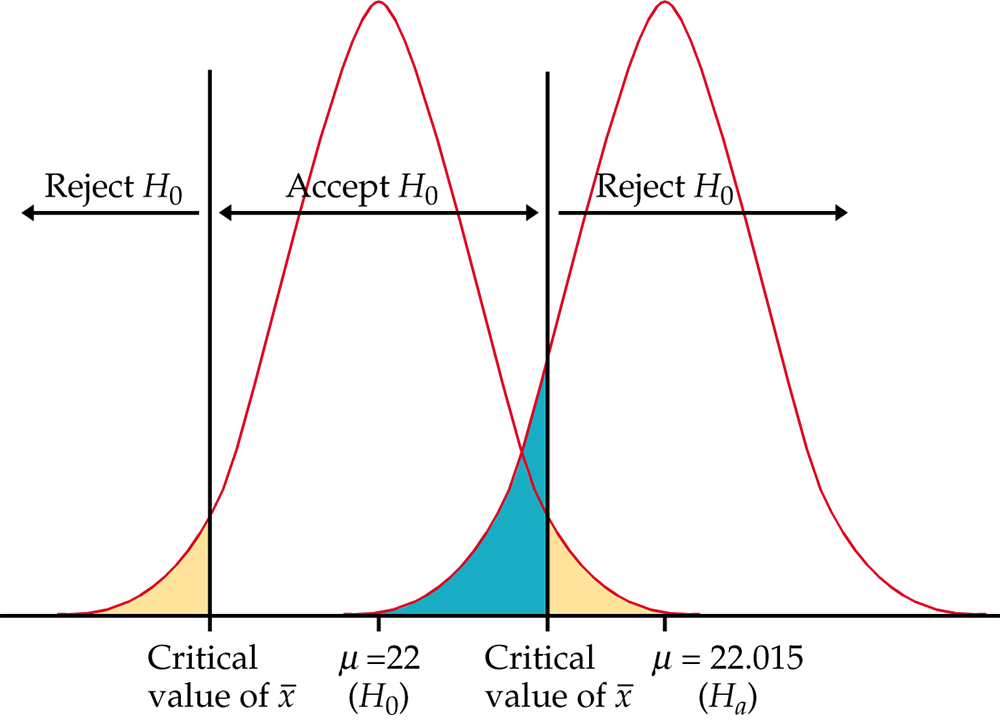 Reject H₀
Accept H₀
Reject H₀
Critical
value of x̄
μ =22
(H₀)
Critical
value of x̄
μ = 22.015
(Hₐ)